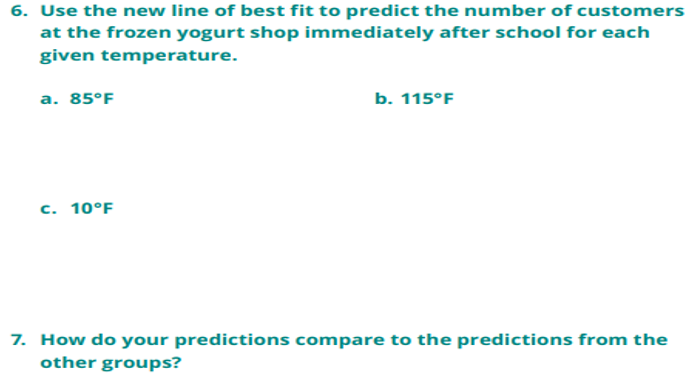 6. Use the new line of best fit to predict the number of customers
at the frozen yogurt shop immediately after school for each
given temperature.
a. 85°F
b. 115°F
c. 10°F
7. How do your predictions compare to the predictions from the
other groups?